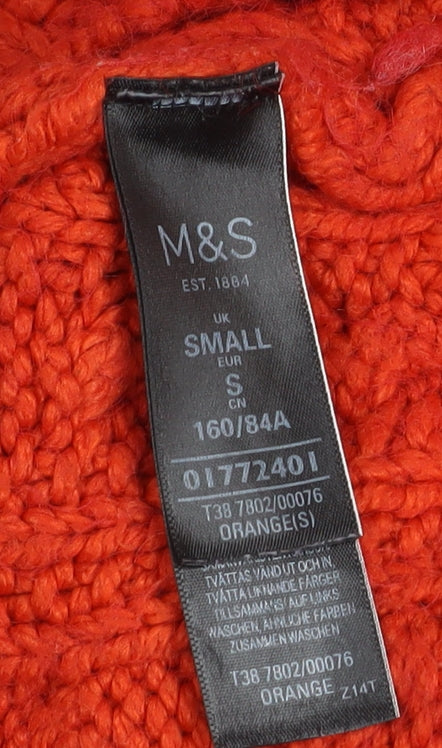 M&S
EST. 1884
UK
SMALL
EUR
S
CN
160/84A
01772401
T38 7802/00076
ORANGE(S)
TVÄTTAS VÄND UT OCH IN,
TVÄTTA LIKNANDE FÄRGER
TILLSAMMANS AUF LINKS
WASCHEN, ÄHNLICHE FARBEN
ZUSAMMEN WASCHEN
T38 7802/00076
ORANGE Z14T